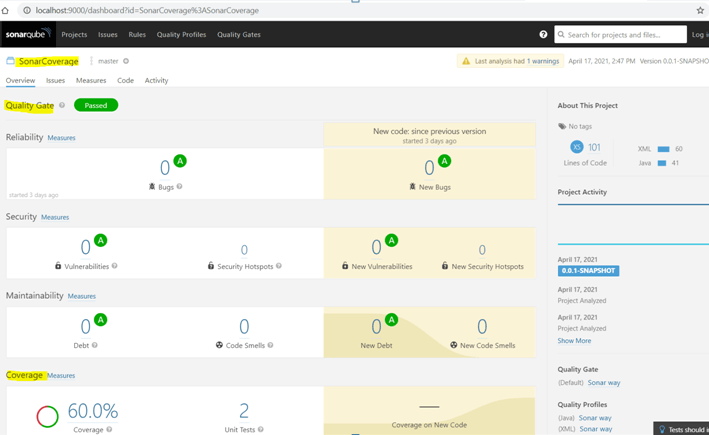 localhost:9000/dashboard?id=SonarCoverage%3ASonarCoverage
sonarqube Projects Issues Rules Quality Profiles Quality Gates ? Search for projects and files... Log in
SonarCoverage master Last analysis had 1 warnings April 17, 2021, 2:47 PM Version 0.0.1-SNAPSHO
Overview Issues Measures Code Activity
Quality Gate ? Passed
About This Project
No tags
XS 101
Lines of Code
XML 60
Java 41
Reliability Measures
New code: since previous version
started 3 days ago
0 A
Bugs ?
started 3 days ago
0 A
New Bugs
Security Measures
0 A
Vulnerabilities ?
0
Security Hotspots ?
0 A
New Vulnerabilities
0
New Security Hotspots
Maintainability Measures
0 A
Debt ?
0
Code Smells ?
0 A
New Debt
0
New Code Smells
Coverage Measures
60.0%
Coverage ?
2
Unit Tests ?
Coverage on New Code
Project Activity
April 17, 2021
0.0.1-SNAPSHOT
April 17, 2021
Project Analyzed
April 17, 2021
Project Analyzed
Show More
Quality Gate
(Default) Sonar way
Quality Profiles
(Java) Sonar way
(XML) Sonar way
Tests should in